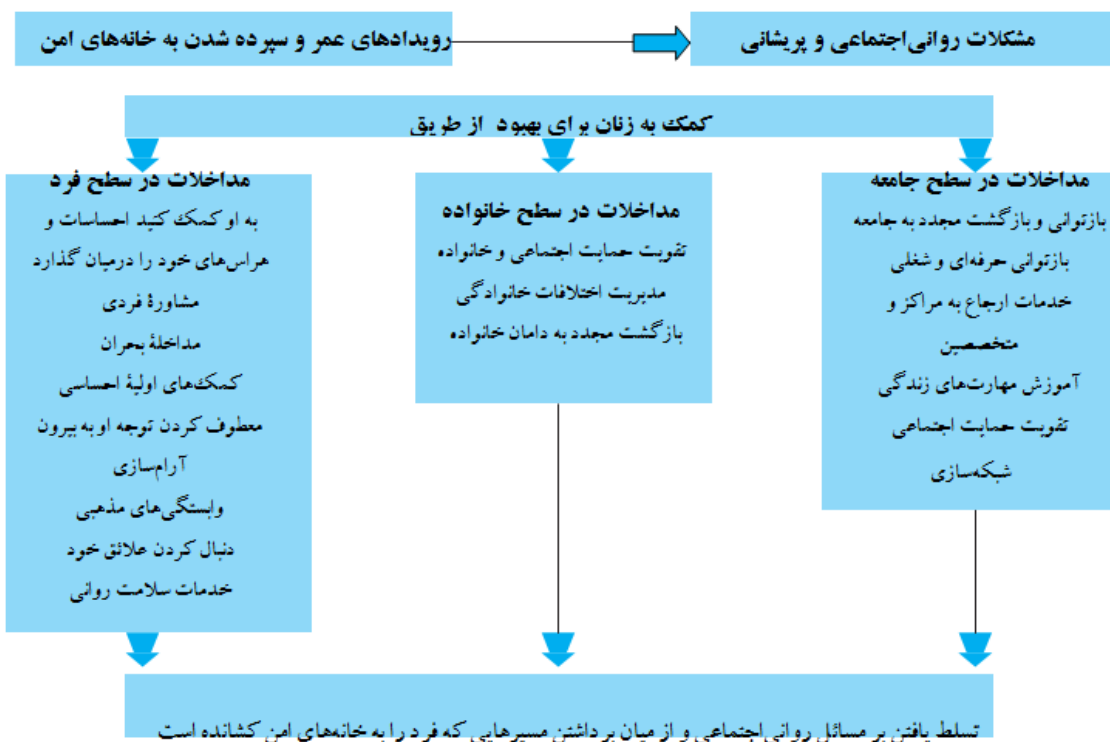 رویدادهای عمر و سپرده شدن به خانه‌های امن
مشکلات روانی‌اجتماعی و پریشانی
کمک به زنان برای بهبود از طریق
مداخلات در سطح جامعه
بازتوانی و بازگشت مجدد به جامعه
بازتوانی حرفه‌ای و شغلی
خدمات ارجاع به مراکز و
متخصصین
آموزش مهارت‌های زندگی
تقویت حمایت اجتماعی
شبکه‌سازی
مداخلات در سطح خانواده
تقویت حمایت اجتماعی و خانواده
مدیریت اختلافات خانوادگی
بازگشت مجدد به دامان خانواده
مداخلات در سطح فرد
به او کمک کنید احساسات و
هراس‌های خود را درمیان گذارد
مشاورهٔ فردی
مداخلهٔ بحران
کمک‌های اولیهٔ احساسی
معطوف کردن توجه او به بیرون
آرام‌سازی
وابستگی‌های مذهبی
دنبال کردن علائق خود
خدمات سلامت روانی
تسلط یافتن بر مسائل روانی‌اجتماعی و از میان برداشتن مسیرهایی که فرد را به خانه‌های امن کشانده است